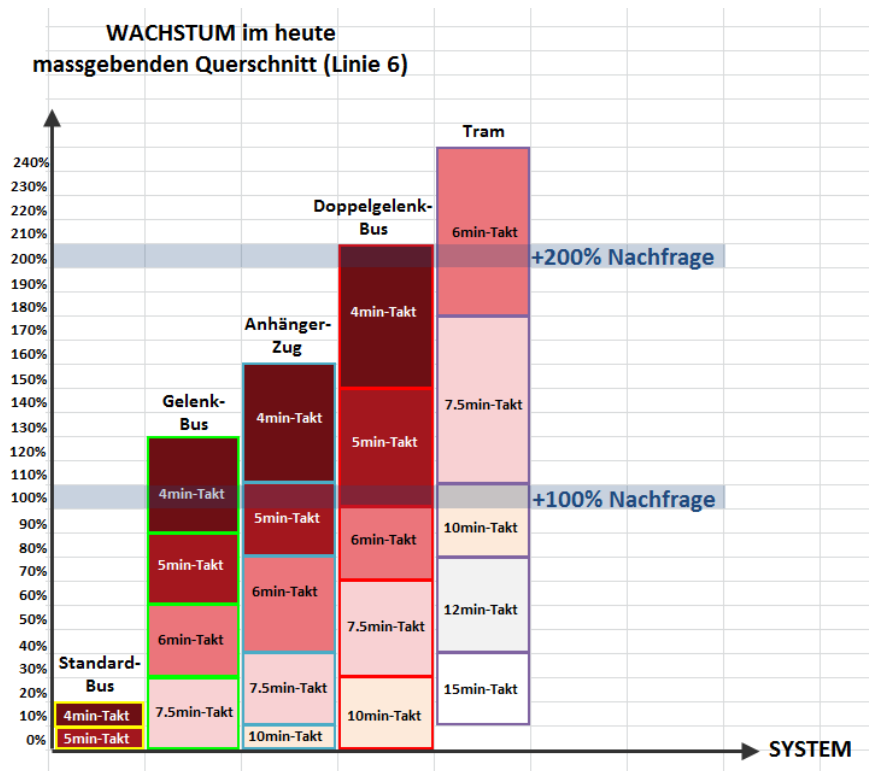 WACHSTUM im heute
massgebenden Querschnitt (Linie 6)
Tram
240%
230%
220%
210%
200%
190%
180%
170%
160%
150%
140%
130%
120%
110%
100%
90%
80%
70%
60%
50%
40%
30%
20%
10%
0%
Standard-
Bus
4min-Takt
5min-Takt
Gelenk-
Bus
4min-Takt
5min-Takt
6min-Takt
7.5min-Takt
Anhänger-
Zug
4min-Takt
5min-Takt
6min-Takt
7.5min-Takt
10min-Takt
Doppelgelenk-
Bus
4min-Takt
5min-Takt
6min-Takt
7.5min-Takt
10min-Takt
6min-Takt
7.5min-Takt
10min-Takt
12min-Takt
15min-Takt
+200% Nachfrage
+100% Nachfrage
SYSTEM